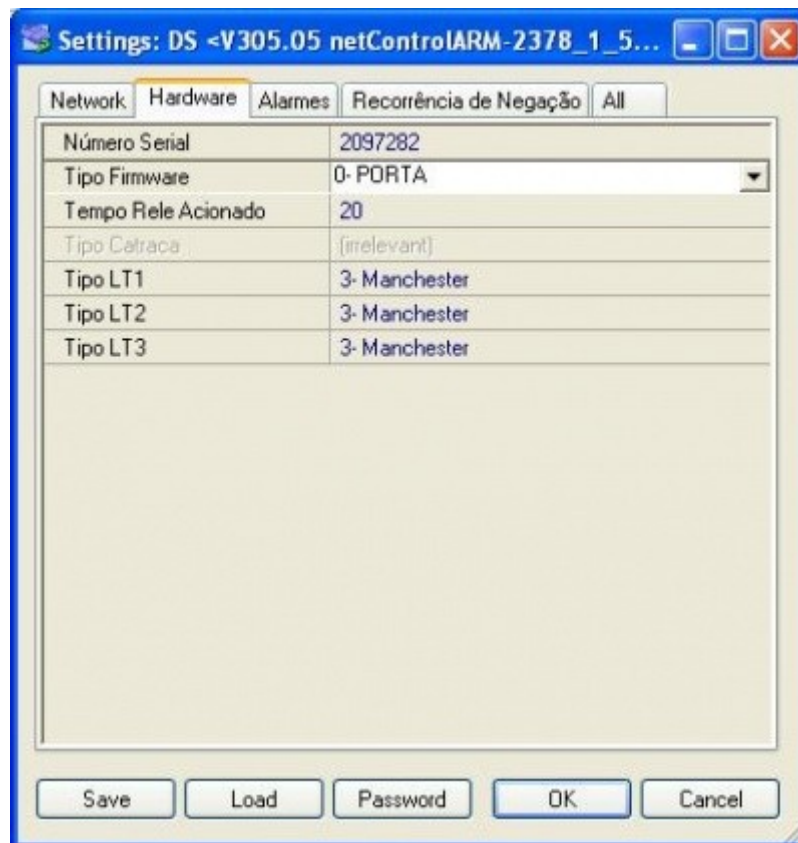 Settings: DS <V305.05 netControlARM-2378_1_5...
Network Hardware Alarmes Recorrência de Negação All
Número Serial 2097282
Tipo Firmware 0- PORTA
Tempo Rele Acionado 20
Tipo Catraca (irrelevant)
Tipo LT1 3- Manchester
Tipo LT2 3- Manchester
Tipo LT3 3- Manchester
Save Load Password OK Cancel